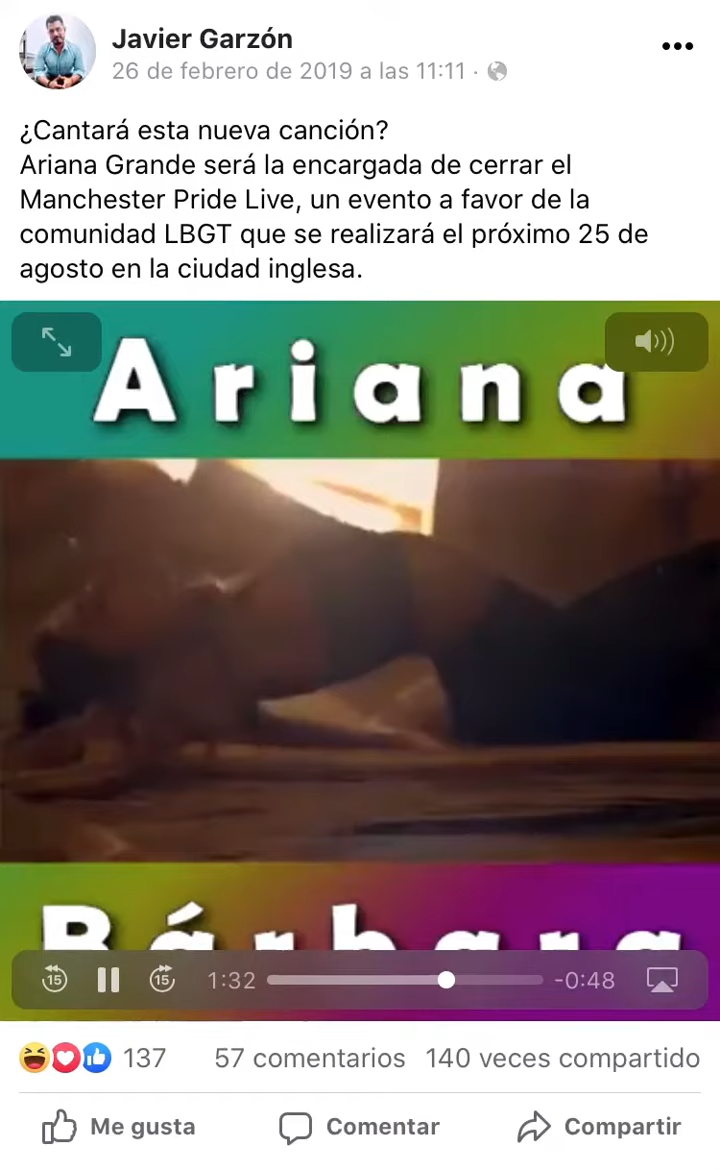 Javier Garzón
26 de febrero de 2019 a las 11:11 ·
¿Cantará esta nueva canción?
Ariana Grande será la encargada de cerrar el
Manchester Pride Live, un evento a favor de la
comunidad LBGT que se realizará el próximo 25 de
agosto en la ciudad inglesa.
Ariana
Bárbara
15 15 1:32 -0:48
137 57 comentarios 140 veces compartido
Me gusta Comentar Compartir